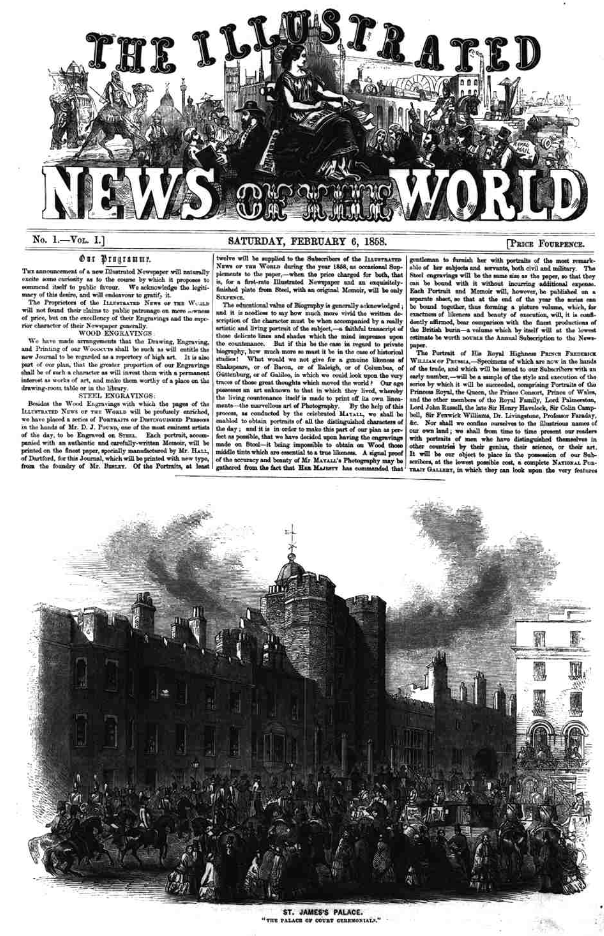 THE ILLUSTRATED
NEWS OF THE WORLD
No. 1.—Vol. I.]
SATURDAY, FEBRUARY 6, 1858.
[Price Fourpence.
Our Programme.
The announcement of a new Illustrated Newspaper will naturally
excite some curiosity as to the course by which it proposes to
commend itself to public favour. We acknowledge the legiti-
macy of this desire, and will endeavour to gratify it.
The Proprietors of the Illustrated News of the World
will not found their claims to public patronage on mere
of price, but on the excellency of their Engravings and the supe-
rior character of their Newspaper generally.
WOOD ENGRAVINGS.
We have made arrangements that the Drawing, Engraving,
and Printing of our Woodcuts shall be such as will entitle the
new Journal to be regarded as a repertory of high art. It is also
part of our plan, that the greater proportion of our Engravings
shall be of such a character as will invest them with a permanent
interest as works of art, and make them worthy of a place on the
drawing-room table or in the library.
STEEL ENGRAVINGS.
Besides the Wood Engravings with which the pages of the
Illustrated News of the World will be profusely enriched,
we have placed a series of Portraits of Distinguished Persons
in the hands of Mr. D. J. Pound, one of the most eminent artists
of the day, to be Engraved on Steel. Each portrait, accom-
panied with an authentic and carefully-written Memoir, will be
printed on the finest paper, specially manufactured by Mr. Hall,
of Dartford, for this Journal, which will be printed with new type,
from the foundry of Mr. Besley. Of the Portraits, at least
twelve will be supplied to the Subscribers of the Illustrated
News of the World during the year 1858, as occasional Sup-
plements to the paper,—when the price charged for both, that
is, for a first-rate Illustrated Newspaper and an exquisitely-
finished plate from Steel, with an original Memoir, will be only
Sixpence.
The educational value of Biography is generally acknowledged;
and it is needless to say how much more vivid the written de-
scription of the character must be when accompanied by a really
artistic and living portrait of the subject,—a faithful transcript of
those delicate lines and shades which the mind impresses upon
the countenance. But if this be the case in regard to private
biography, how much more so must it be in the case of historical
studies! What would we not give for a genuine likeness of
Shakspeare, or of Bacon, or of Raleigh, or of Columbus, of
Guttenburg, or of Galileo, in which we could look upon the very
traces of those great thoughts which moved the world? Our age
possesses an art unknown to that in which they lived, whereby
the living countenance itself is made to print off its own linea-
ments—the marvellous art of Photography. By the help of this
process, as conducted by the celebrated Mayall, we shall be
enabled to obtain portraits of all the distinguished characters of
the day; and it is in order to make this part of our plan as per-
fect as possible, that we have decided upon having the engravings
made on Steel—it being impossible to obtain on Wood those
middle tints which are essential to a true likeness. A signal proof
of the accuracy and beauty of Mr Mayall's Photography may be
gathered from the fact that Her Majesty has commanded that
gentleman to furnish her with portraits of the most remark-
able of her subjects and servants, both civil and military. The
Steel engravings will be the same size as the paper, so that they
can be bound with it without incurring additional expense.
Each Portrait and Memoir will, however, be published on a
separate sheet, so that at the end of the year the series can
be bound together, thus forming a picture volume, which, for
exactness of likeness and beauty of execution, will, it is confi-
dently affirmed, bear comparison with the finest productions of
the British burin—a volume which by itself will at the lowest
estimate be worth double the Annual Subscription to the News-
paper.
The Portrait of His Royal Highness Prince Frederick
William of Prussia,—Specimens of which are now in the hands
of the trade, and which will be issued to our Subscribers with an
early number,—will be a sample of the style and execution of the
series by which it will be succeeded, comprising Portraits of the
Princess Royal, the Queen, the Prince Consort, Prince of Wales,
and the other members of the Royal Family, Lord Palmerston,
Lord John Russell, the late Sir Henry Havelock, Sir Colin Camp-
bell, Sir Fenwick Williams, Dr. Livingstone, Professor Faraday,
&c. Nor shall we confine ourselves to the illustrious names of
our own land; we shall from time to time present our readers
with portraits of men who have distinguished themselves in
other countries by their genius, their science, or their art.
It will be our object to place in the possession of our Sub-
scribers, at the lowest possible cost, a complete National Por-
trait Gallery, in which they can look upon the very features
ST. JAMES'S PALACE.
"THE PALACE OF COURT CEREMONIALS."